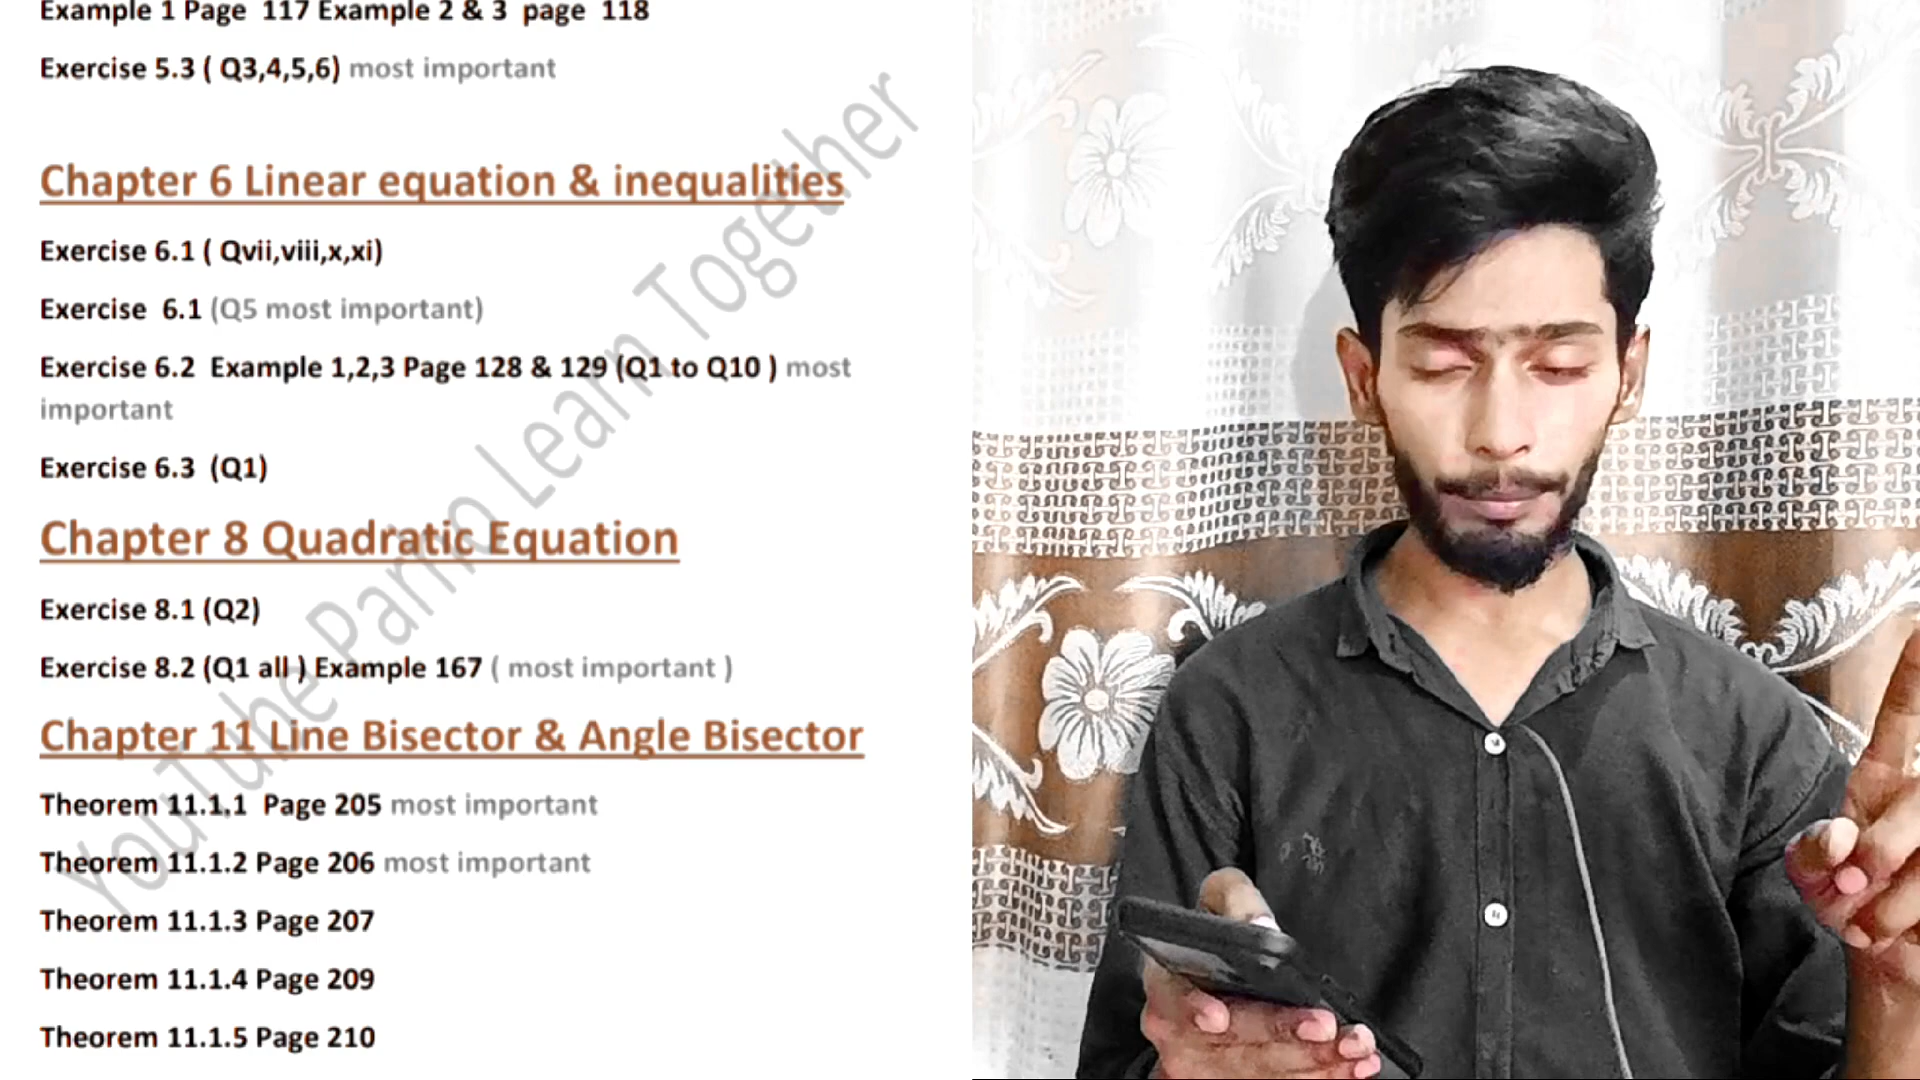 Example 1 Page 117 Example 2 & 3 page 118
Exercise 5.3 ( Q3,4,5,6) most important
Chapter 6 Linear equation & inequalities
Exercise 6.1 ( Qvii,viii,x,xi)
Exercise 6.1 (Q5 most important)
Exercise 6.2 Example 1,2,3 Page 128 & 129 (Q1 to Q10 ) most
important
Exercise 6.3 (Q1)
Chapter 8 Quadratic Equation
Exercise 8.1 (Q2)
Exercise 8.2 (Q1 all ) Example 167 ( most important )
Chapter 11 Line Bisector & Angle Bisector
Theorem 11.1.1 Page 205 most important
Theorem 11.1.2 Page 206 most important
Theorem 11.1.3 Page 207
Theorem 11.1.4 Page 209
Theorem 11.1.5 Page 210
YouTube Parho Learn Together